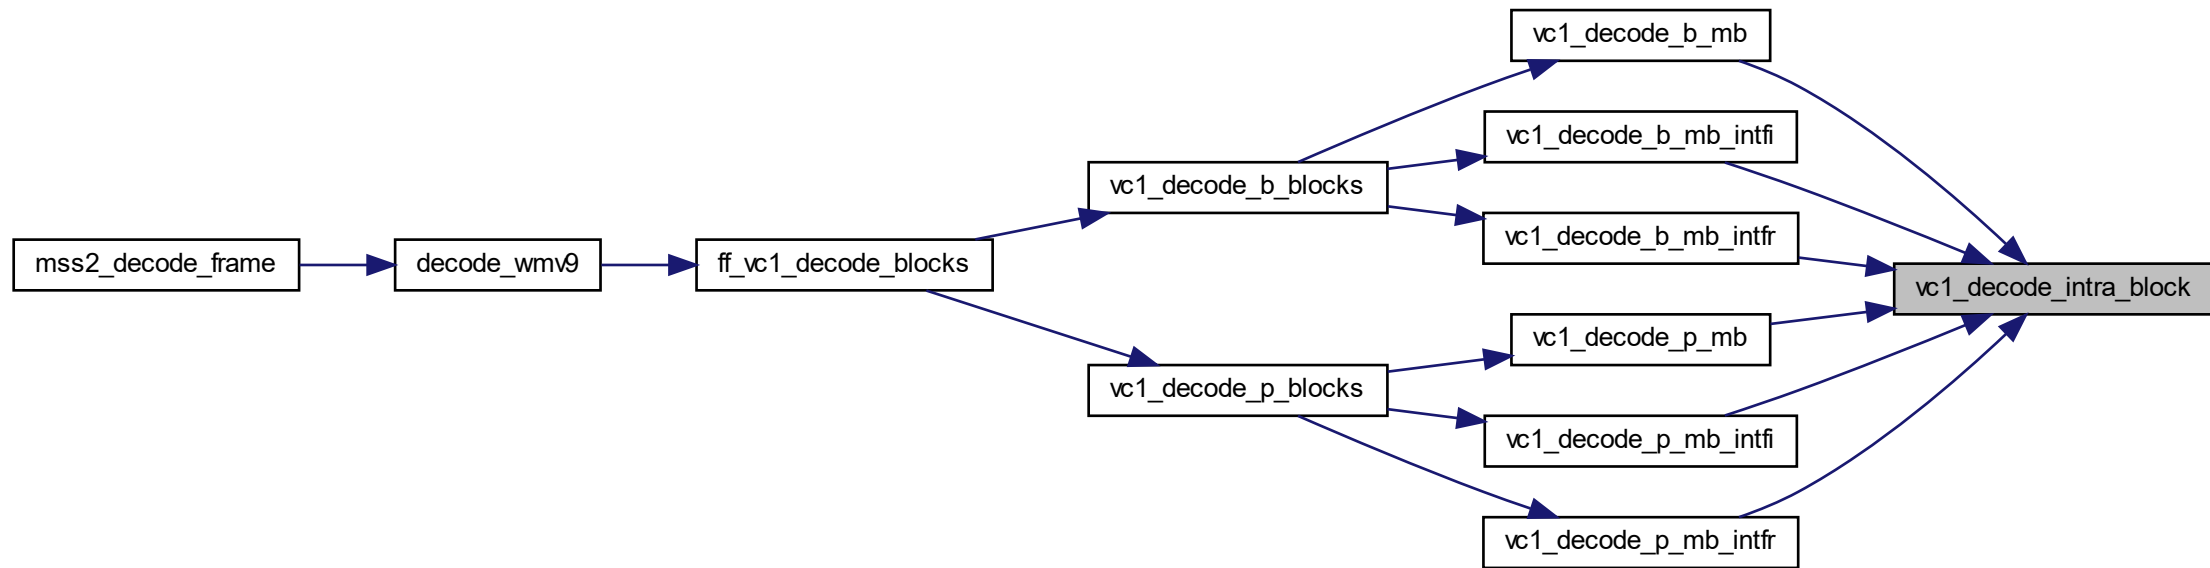 vc1_decode_b_mb
vc1_decode_b_mb_intfi
vc1_decode_b_blocks
vc1_decode_b_mb_intfr
mss2_decode_frame
decode_wmv9
ff_vc1_decode_blocks
vc1_decode_intra_block
vc1_decode_p_mb
vc1_decode_p_blocks
vc1_decode_p_mb_intfi
vc1_decode_p_mb_intfr